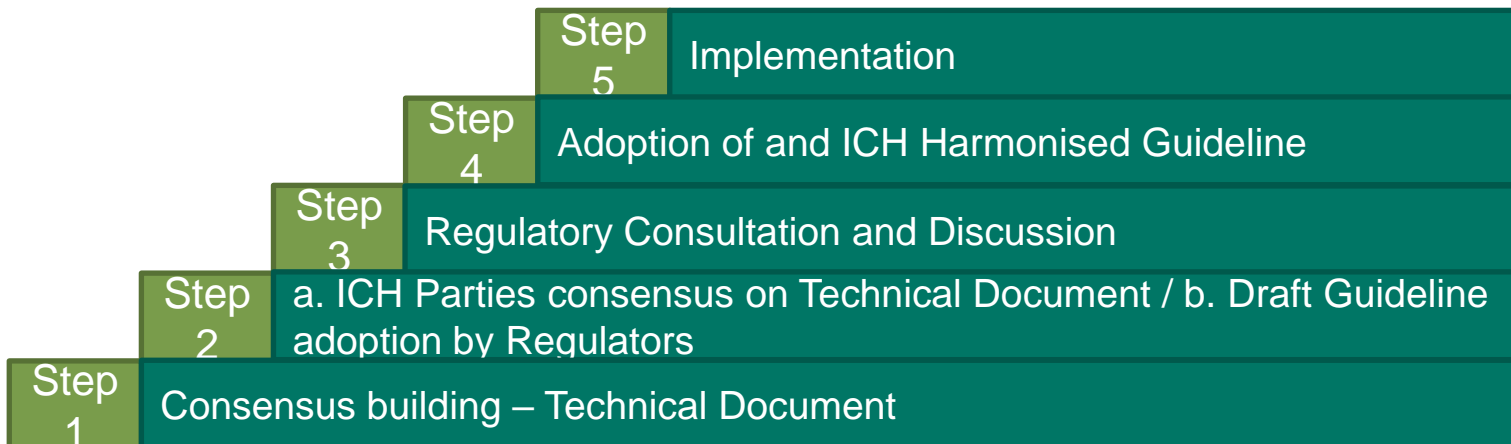 Step
5
Implementation
Step
4
Adoption of and ICH Harmonised Guideline
Step
3
Regulatory Consultation and Discussion
Step
2
a. ICH Parties consensus on Technical Document / b. Draft Guideline
adoption by Regulators
Step
1
Consensus building – Technical Document